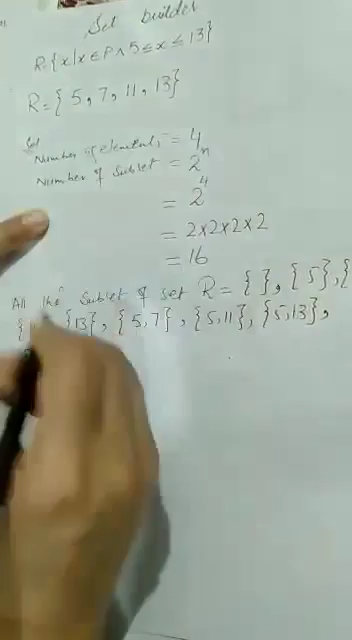 Set builder
R={x|x ∈ P ∧ 5 ≤ x ≤ 13}
R={5, 7, 11, 13}
Sol
Number of elements = 4
Number of Subset = 2ⁿ
= 2⁴
= 2×2×2×2
= 16
All the Subset of set R = { }, {5}, {
{13}, {5,7}, {5,11}, {5,13},